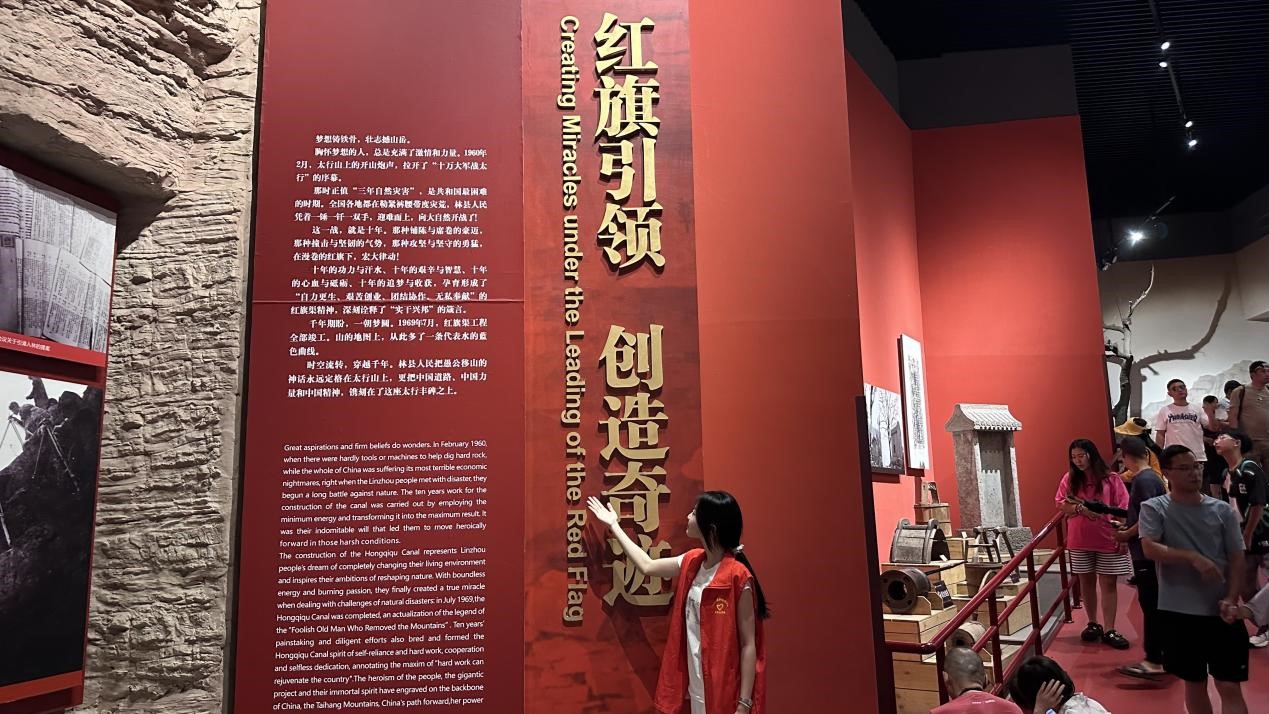 红旗引领 创造奇迹
Creating Miracles under the Leading of the Red Flag
梦想铸铁骨，壮志撼山岳。
胸怀梦想的人，总是充满了激情和力量。1960年
2月，太行山上的开山炮声，拉开了“十万大军战太
行”的序幕。
那时正值“三年自然灾害”，是共和国最困难
的时期。全国各地都在勒紧裤腰带度灾荒，林县人民
凭着一锤一钎一双手，迎难而上，向大自然开战了!
这一战，就是十年。那种铺陈与席卷的豪迈，
那种撞击与坚韧的气势，那种攻坚与坚守的勇猛，
在漫卷的红旗下，宏大律动!
十年的功力与汗水、十年的艰辛与智慧、十年
的心血与砥砺、十年的追梦与收获，孕育形成了
“自力更生、艰苦创业、团结协作、无私奉献”的
红旗渠精神，深刻诠释了“实干兴邦”的箴言。
千年期盼，一朝梦圆。1969年7月，红旗渠工程
全部竣工。山的地图上，从此多了一条代表水的蓝
色曲线。
时空流转，穿越千年。林县人民把愚公移山的
神话永远定格在太行山上，更把中国道路、中国力
量和中国精神，镌刻在了这座太行丰碑之上。
Great aspirations and firm beliefs do wonders. In February 1960,
when there were hardly tools or machines to help dig hard rock,
while the whole of China was suffering its most terrible economic
nightmares, right when the Linzhou people met with disaster, they
begun a long battle against nature. The ten years work for the
construction of the canal was carried out by employing the
minimum energy and transforming it into the maximum result. It
was their indomitable will that led them to move heroically
forward in those harsh conditions.
The construction of the Hongqiqu Canal represents Linzhou
people's dream of completely changing their living environment
and inspires their ambitions of reshaping nature. With boundless
energy and burning passion, they finally created a true miracle
when dealing with challenges of natural disasters: in July 1969,the
Hongqiqu Canal was completed, an actualization of the legend of
the "Foolish Old Man Who Removed the Mountains" . Ten years'
painstaking and diligent efforts also bred and formed the
Hongqiqu Canal spirit of self-reliance and hard work, cooperation
and selfless dedication, annotating the maxim of "hard work can
rejuvenate the country".The heroism of the people, the gigantic
project and their immortal spirit have engraved on the backbone
of China, the Taihang Mountains, China's path forward,her power